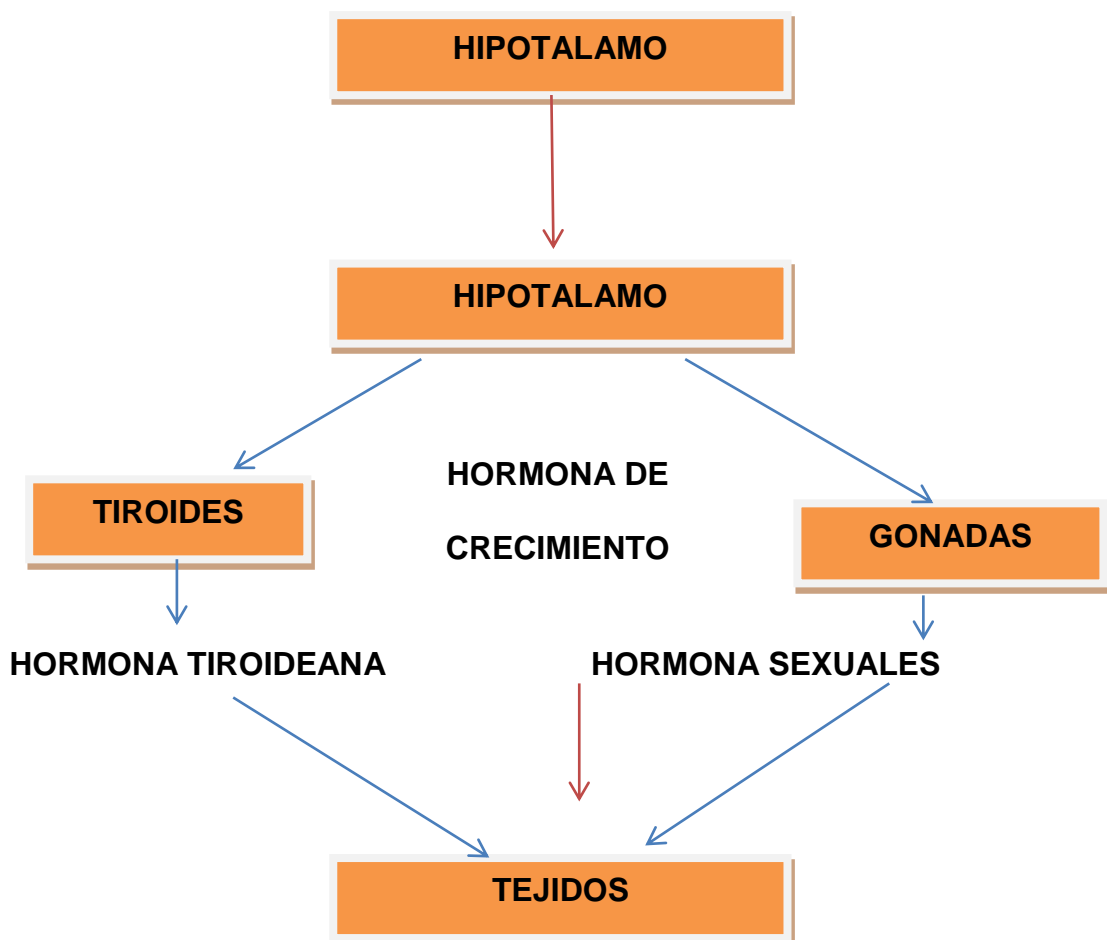 HIPOTALAMO
HIPOTALAMO
HORMONA DE
TIROIDES
GONADAS
CRECIMIENTO
HORMONA TIROIDEANA
HORMONA SEXUALES
TEJIDOS